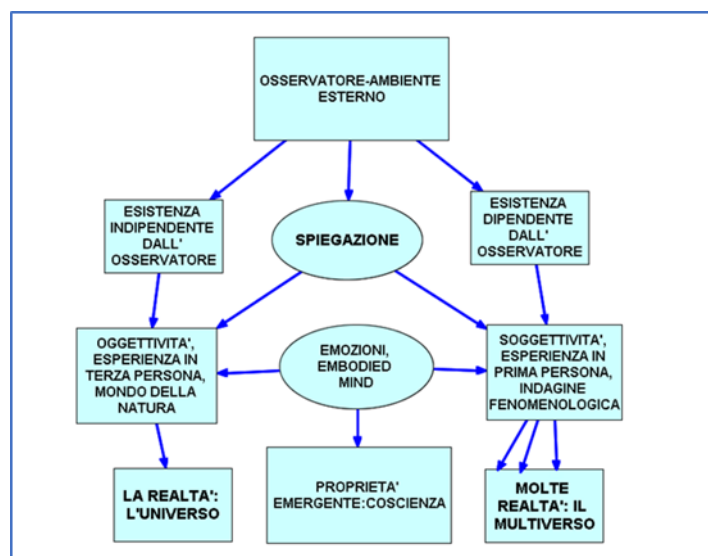 OSSERVATORE-AMBIENTE
ESTERNO
ESISTENZA
INDIPENDENTE
DALL'
OSSERVATORE
SPIEGAZIONE
ESISTENZA
DIPENDENTE
DALL'
OSSERVATORE
OGGETTIVITA',
ESPERIENZA IN
TERZA PERSONA,
MONDO DELLA
NATURA
EMOZIONI,
EMBODIED
MIND
SOGGETTIVITA',
ESPERIENZA IN
PRIMA PERSONA,
INDAGINE
FENOMENOLOGICA
LA REALTA':
L'UNIVERSO
PROPRIETA'
EMERGENTE:COSCIENZA
MOLTE
REALTA': IL
MULTIVERSO